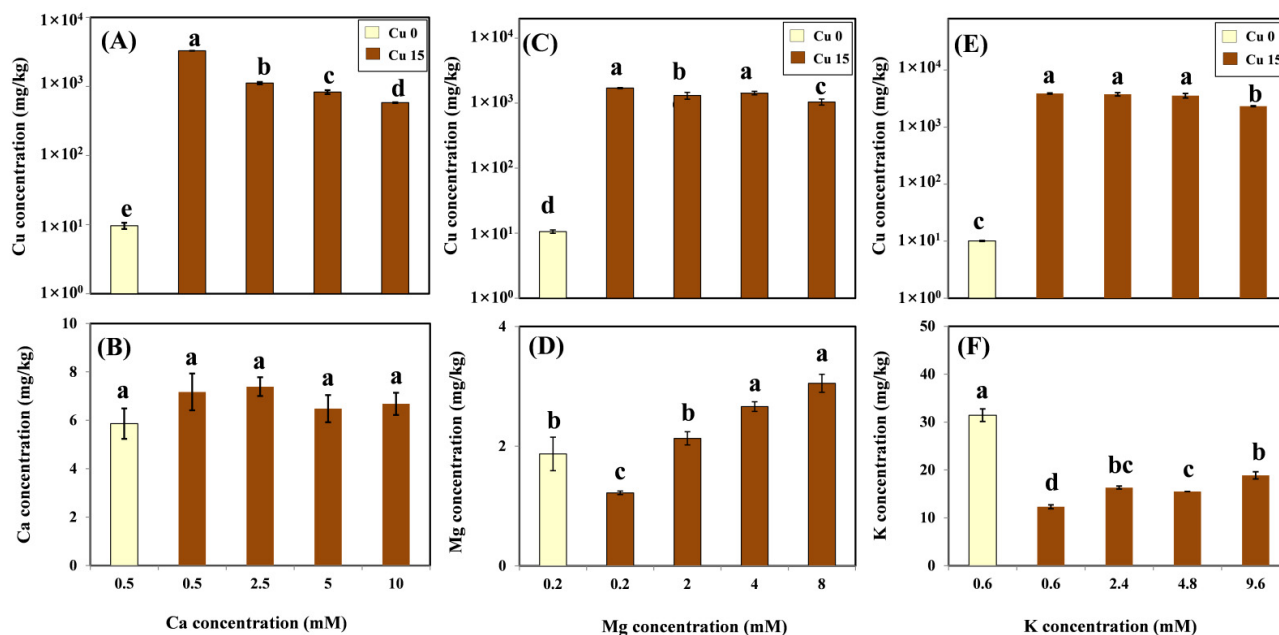 (A)
Cu 0
Cu 15
Cu concentration (mg/kg)
1×10⁴
1×10³
1×10²
1×10¹
1×10⁰
e
a
b
c
d
(C)
Cu 0
Cu 15
Cu concentration (mg/kg)
1×10⁴
1×10³
1×10²
1×10¹
1×10⁰
d
a
b
a
c
(E)
Cu 0
Cu 15
Cu concentration (mg/kg)
1×10⁴
1×10³
1×10²
1×10¹
1×10⁰
c
a
a
a
b
(B)
Ca concentration (mg/kg)
10
8
6
4
2
0
a
a
a
a
a
0.5
0.5
2.5
5
10
Ca concentration (mM)
(D)
Mg concentration (mg/kg)
4
2
0
b
c
b
a
a
0.2
0.2
2
4
8
Mg concentration (mM)
(F)
K concentration (mg/kg)
50
40
30
20
10
0
a
d
bc
c
b
0.6
0.6
2.4
4.8
9.6
K concentration (mM)